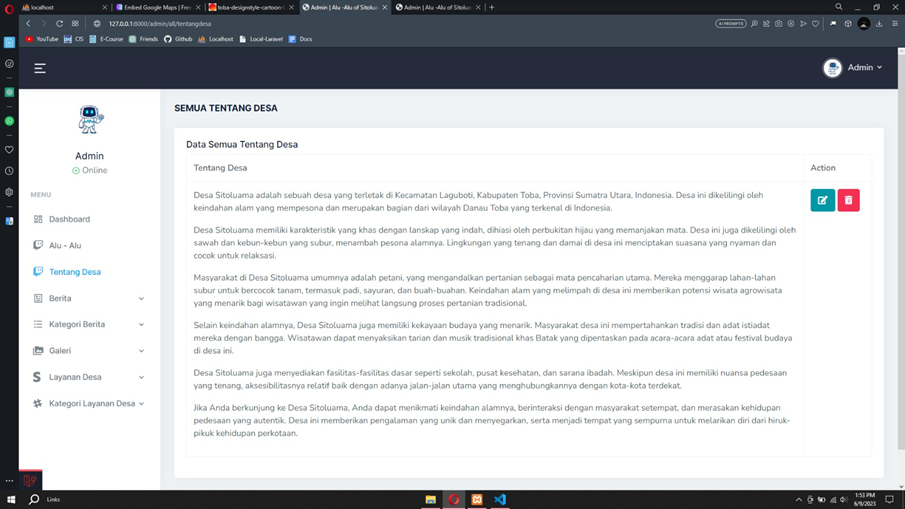 localhost
Embed Google Maps | Free
toba-designstyle-cartoon-
Admin | Alu -Alu of Sitolua
Admin | Alu -Alu of Sitolu
127.0.0.1:8000/admin/all/tentangdesa
AI PROMPTS
YouTube
CIS
E-Course
Friends
Github
Localhost
Local-Laravel
Docs
Admin
SEMUA TENTANG DESA
Admin
Online
MENU
Dashboard
Alu - Alu
Tentang Desa
Berita
Kategori Berita
Galeri
Layanan Desa
Kategori Layanan Desa
Data Semua Tentang Desa
Tentang Desa
Action
Desa Sitoluama adalah sebuah desa yang terletak di Kecamatan Laguboti, Kabupaten Toba, Provinsi Sumatra Utara, Indonesia. Desa ini dikelilingi oleh
keindahan alam yang mempesona dan merupakan bagian dari wilayah Danau Toba yang terkenal di Indonesia.
Desa Sitoluama memiliki karakteristik yang khas dengan lanskap yang indah, dihiasi oleh perbukitan hijau yang memanjakan mata. Desa ini juga dikelilingi oleh
sawah dan kebun-kebun yang subur, menambah pesona alamnya. Lingkungan yang tenang dan damai di desa ini menciptakan suasana yang nyaman dan
cocok untuk relaksasi.
Masyarakat di Desa Sitoluama umumnya adalah petani, yang mengandalkan pertanian sebagai mata pencaharian utama. Mereka menggarap lahan-lahan
subur untuk bercocok tanam, termasuk padi, sayuran, dan buah-buahan. Keindahan alam yang melimpah di desa ini memberikan potensi wisata agrowisata
yang menarik bagi wisatawan yang ingin melihat langsung proses pertanian tradisional.
Selain keindahan alamnya, Desa Sitoluama juga memiliki kekayaan budaya yang menarik. Masyarakat desa ini mempertahankan tradisi dan adat istiadat
mereka dengan bangga. Wisatawan dapat menyaksikan tarian dan musik tradisional khas Batak yang dipentaskan pada acara-acara adat atau festival budaya
di desa ini.
Desa Sitoluama juga menyediakan fasilitas-fasilitas dasar seperti sekolah, pusat kesehatan, dan sarana ibadah. Meskipun desa ini memiliki nuansa pedesaan
yang tenang, aksesibilitasnya relatif baik dengan adanya jalan-jalan utama yang menghubungkannya dengan kota-kota terdekat.
Jika Anda berkunjung ke Desa Sitoluama, Anda dapat menikmati keindahan alamnya, berinteraksi dengan masyarakat setempat, dan merasakan kehidupan
pedesaan yang autentik. Desa ini memberikan pengalaman yang unik dan menyegarkan, serta menjadi tempat yang sempurna untuk melarikan diri dari hiruk-
pikuk kehidupan perkotaan.
Links
1:53 PM
6/9/2023